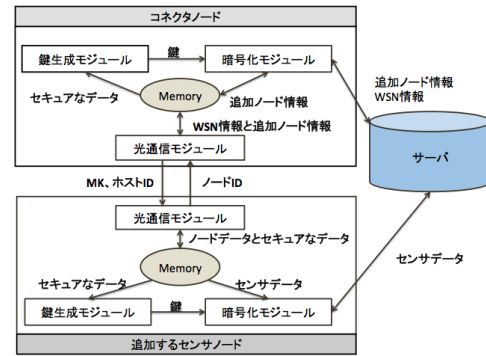 コネクタノード
鍵生成モジュール
鍵
暗号化モジュール
セキュアなデータ
Memory
追加ノード情報
WSN情報と追加ノード情報
光通信モジュール
追加ノード情報
WSN情報
サーバ
MK、ホストID
ノードID
光通信モジュール
ノードデータとセキュアなデータ
Memory
セキュアなデータ
センサデータ
センサデータ
鍵生成モジュール
鍵
暗号化モジュール
追加するセンサノード